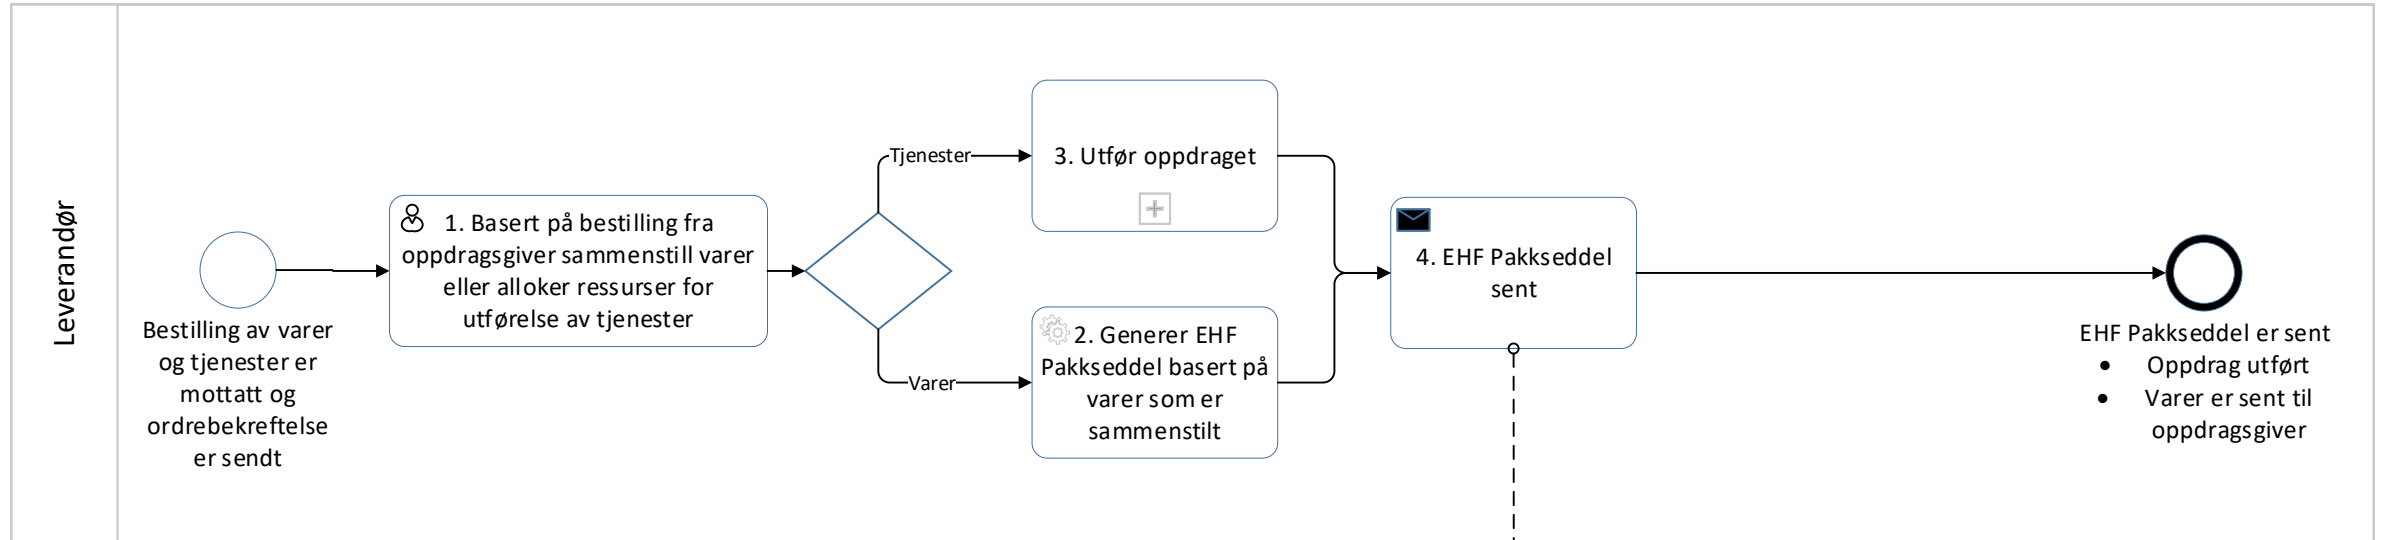 Leverandør
Bestilling av varer
og tjenester er
mottatt og
ordrebekreftelse
er sendt
1. Basert på bestilling fra
oppdragsgiver sammenstill varer
eller alloker ressurser for
utførelse av tjenester
Tjenester
Varer
3. Utfør oppdraget
2. Generer EHF
Pakkseddel basert på
varer som er
sammenstilt
4. EHF Pakkseddel
sent
EHF Pakkseddel er sent
• Oppdrag utført
• Varer er sent til
oppdragsgiver